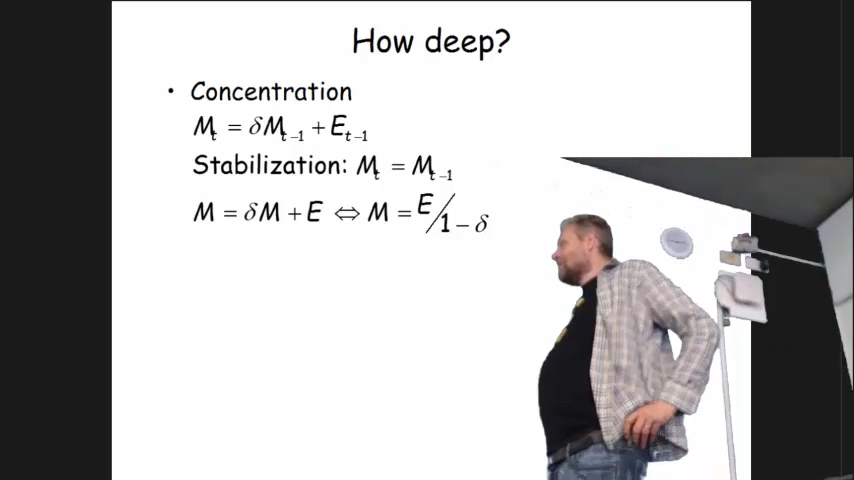 How deep?
• Concentration
Mₜ = δMₜ₋₁ + Eₜ₋₁
Stabilization: Mₜ = Mₜ₋₁
M = δM + E ⇔ M = E/1 − δ